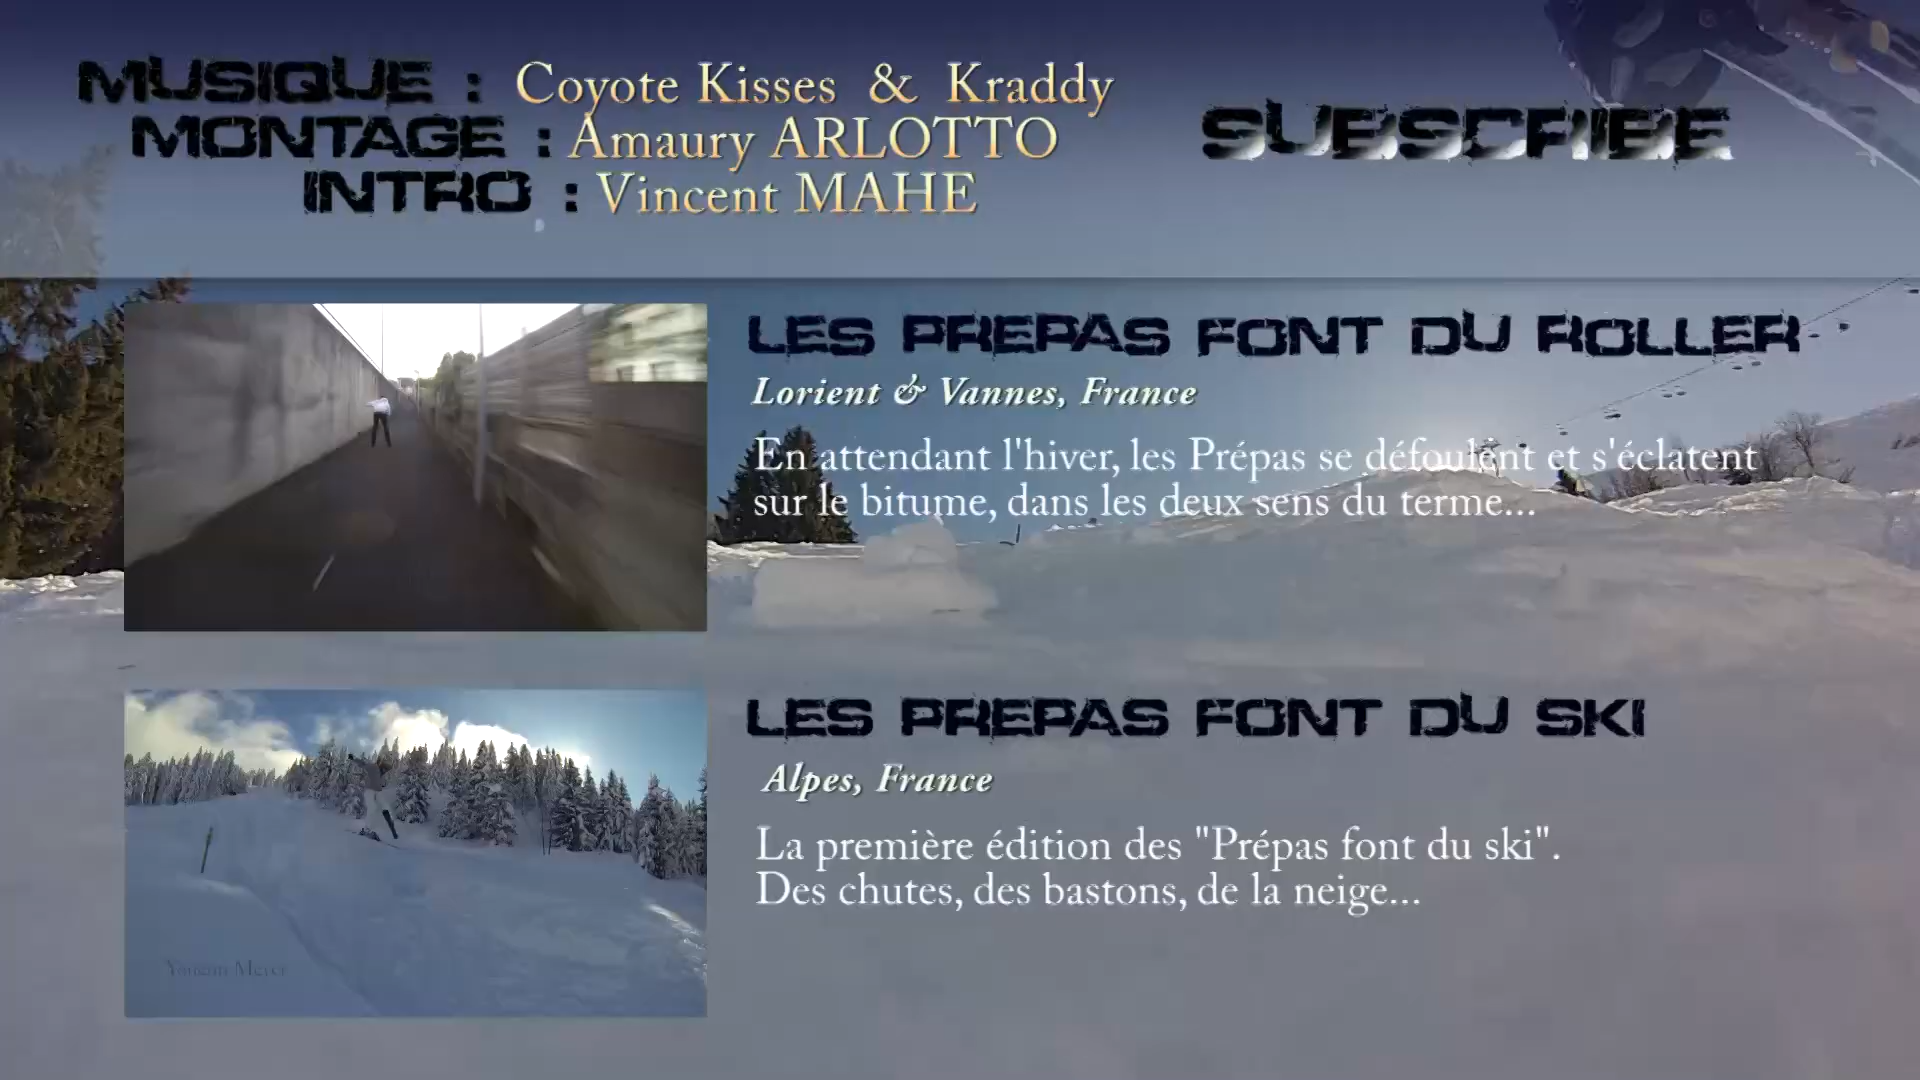 MUSIQUE : Coyote Kisses & Kraddy
MONTAGE : Amaury ARLOTTO
INTRO : Vincent MAHE
SUBSCRIBE
LES PREPAS FONT DU ROLLER
Lorient & Vannes, France
En attendant l'hiver, les Prépas se défoulent et s'éclatent
sur le bitume, dans les deux sens du terme...
LES PREPAS FONT DU SKI
Alpes, France
La première édition des "Prépas font du ski".
Des chutes, des bastons, de la neige...